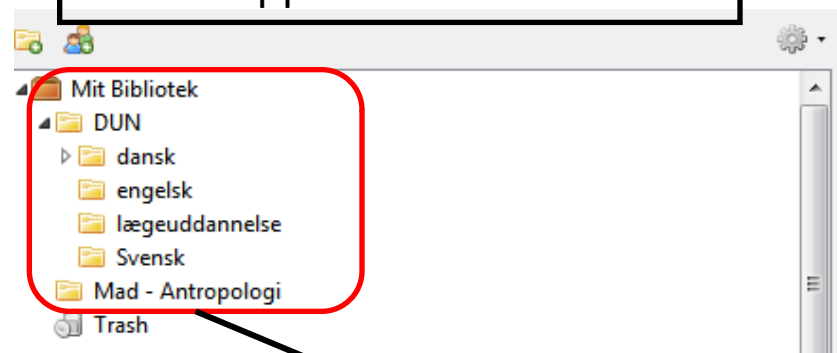 Mit Bibliotek
DUN
dansk
engelsk
lægeuddannelse
Svensk
Mad - Antropologi
Trash